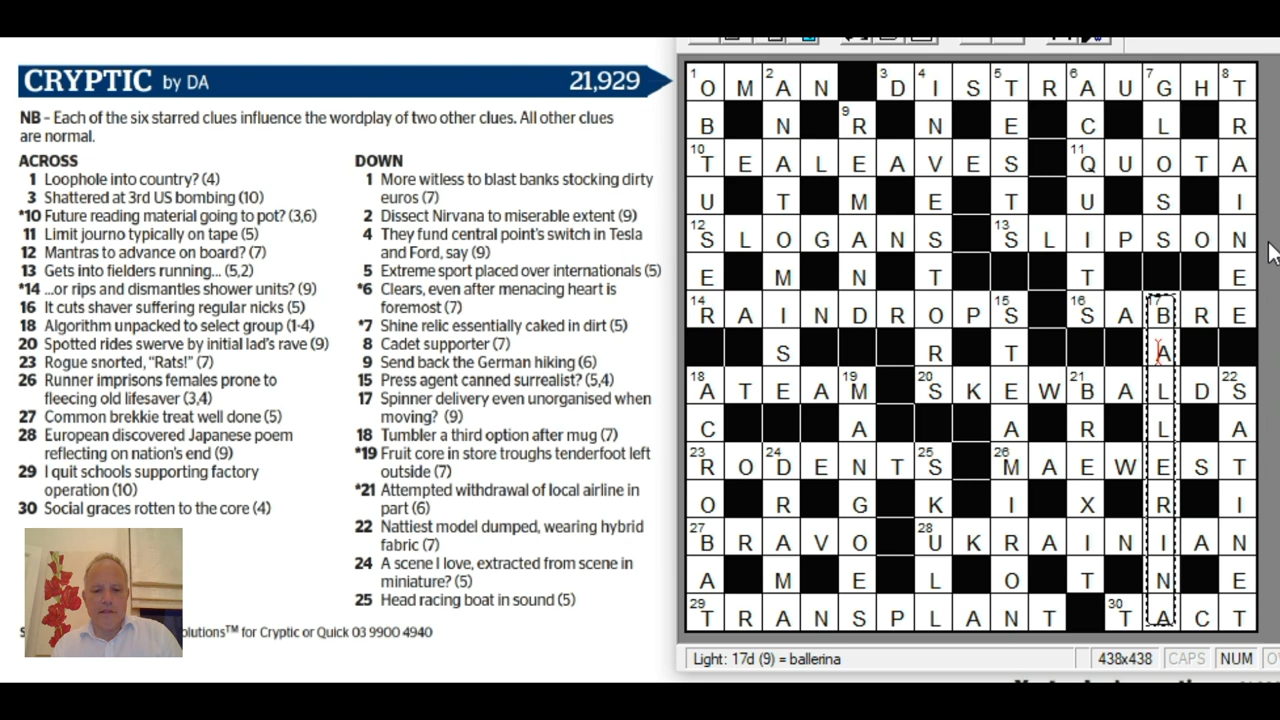 CRYPTIC by DA 21,929
NB - Each of the six starred clues influence the wordplay of two other clues. All other clues
are normal.
ACROSS
1 Loophole into country? (4)
3 Shattered at 3rd US bombing (10)
*10 Future reading material going to pot? (3,6)
11 Limit journo typically on tape (5)
12 Mantras to advance on board? (7)
13 Gets into fielders running... (5,2)
*14 ...or rips and dismantles shower units? (9)
16 It cuts shaver suffering regular nicks (5)
18 Algorithm unpacked to select group (1-4)
20 Spotted rides swerve by initial lad's rave (9)
23 Rogue snorted, "Rats!" (7)
26 Runner imprisons females prone to
fleecing old lifesaver (3,4)
27 Common brekkie treat well done (5)
28 European discovered Japanese poem
reflecting on nation's end (9)
29 I quit schools supporting factory
operation (10)
30 Social graces rotten to the core (4)
DOWN
1 More witless to blast banks stocking dirty
euros (7)
2 Dissect Nirvana to miserable extent (9)
4 They fund central point's switch in Tesla
and Ford, say (9)
5 Extreme sport placed over internationals (5)
*6 Clears, even after menacing heart is
foremost (7)
*7 Shine relic essentially caked in dirt (5)
8 Cadet supporter (7)
9 Send back the German hiking (6)
15 Press agent canned surrealist? (5,4)
17 Spinner delivery even unorganised when
moving? (9)
18 Tumbler a third option after mug (7)
*19 Fruit core in store troughs tenderfoot left
outside (7)
*21 Attempted withdrawal of local airline in
part (6)
22 Nattiest model dumped, wearing hybrid
fabric (7)
24 A scene I love, extracted from scene in
miniature? (5)
25 Head racing boat in sound (5)
S
olutions™ for Cryptic or Quick 03 9900 4940
1 O M 2 A N 3 D 4 I S 5 T R 6 A U 7 G H 8 T
B N 9 R N E C L R
10 T E A L E A V E S 11 Q U O T A
U T M E T U S I
12 S L O G A N S 13 S L I P S O N
E M N T T E
14 R A I N D R O P 15 S 16 S A 17 B R E
S R T A
18 A T E A 19 M 20 S K E W 21 B A L D 22 S
C A A R L A
23 R O 24 D E N T 25 S 26 M A E W E S T
O R G K I X R I
27 B R A V O 28 U K R A I N I A N
A M E L O T N E
29 T R A N S P L A N T 30 T A C T
Light: 17d (9) = ballerina 438x438 CAPS NUM